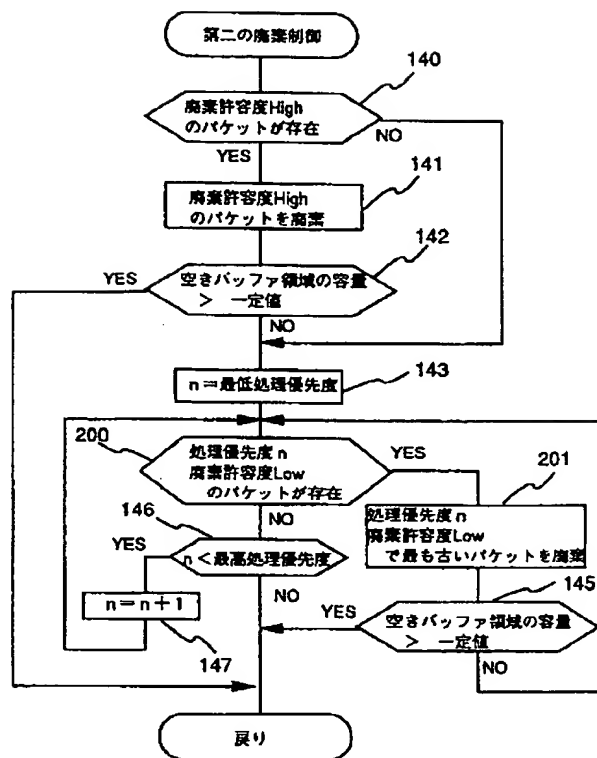 第二の廃棄制御
140
廃棄許容度High
のパケットが存在
NO
YES
141
廃棄許容度High
のパケットを廃棄
142
YES
空きバッファ領域の容量
＞ 一定値
NO
n＝最低処理優先度
143
200
処理優先度n
廃棄許容度Low
のパケットが存在
YES
201
処理優先度n
廃棄許容度Low
で最も古いパケットを廃棄
146
NO
YES
n＜最高処理優先度
145
n＝n＋1
NO
YES
空きバッファ領域の容量
＞ 一定値
147
NO
戻り